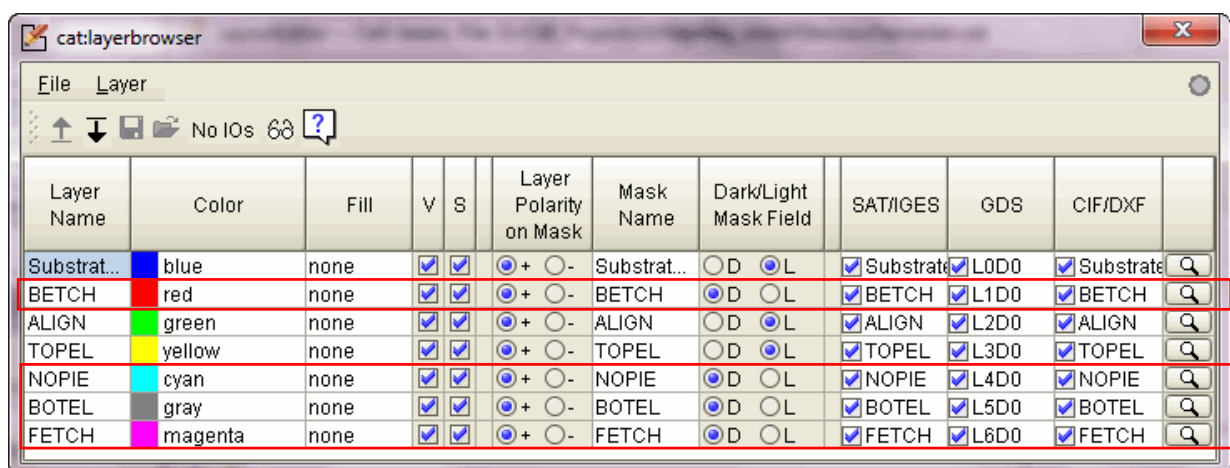 cat:layerbrowser
File Layer
No IOs ?
Layer Name Color Fill V S Layer Polarity on Mask Mask Name Dark/Light Mask Field SAT/IGES GDS CIF/DXF
Substrat... blue none + - Substrat... D L Substrate L0D0 Substrate
BETCH red none + - BETCH D L BETCH L1D0 BETCH
ALIGN green none + - ALIGN D L ALIGN L2D0 ALIGN
TOPEL yellow none + - TOPEL D L TOPEL L3D0 TOPEL
NOPIE cyan none + - NOPIE D L NOPIE L4D0 NOPIE
BOTEL gray none + - BOTEL D L BOTEL L5D0 BOTEL
FETCH magenta none + - FETCH D L FETCH L6D0 FETCH